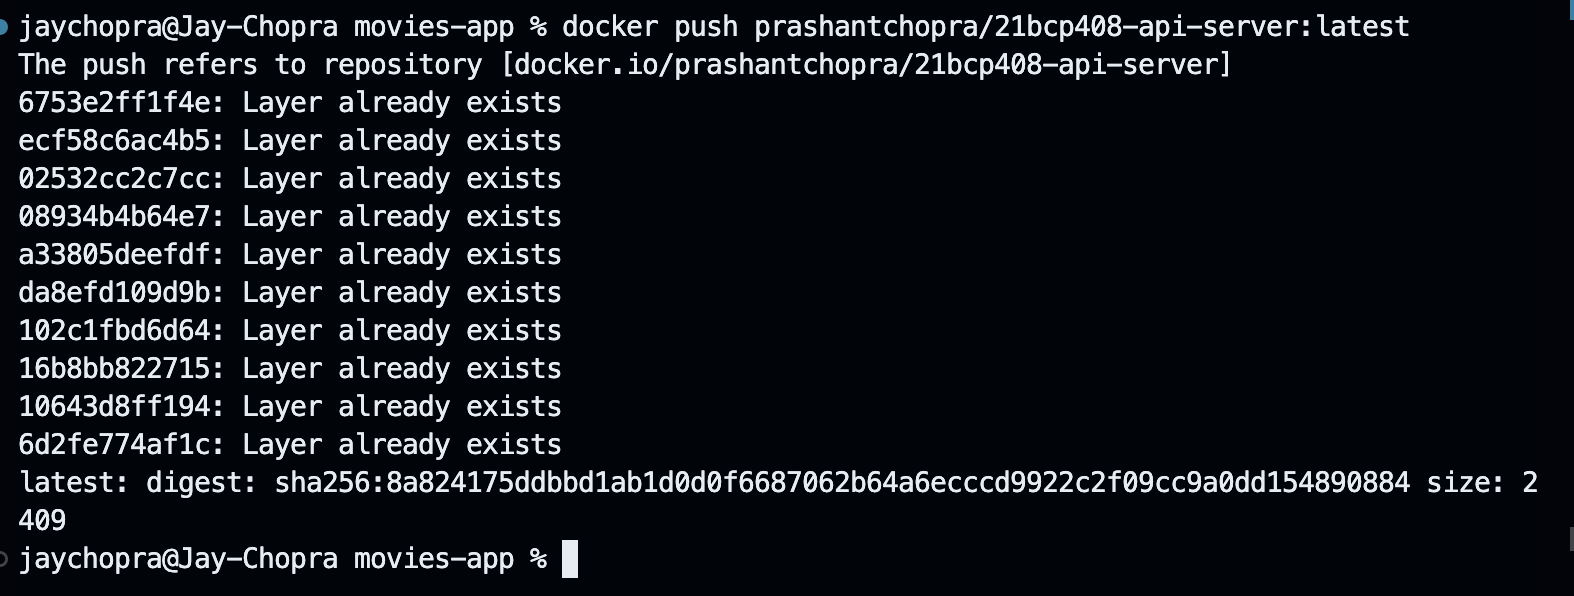 jaychopra@Jay-Chopra movies-app % docker push prashantchopra/21bcp408-api-server:latest
The push refers to repository [docker.io/prashantchopra/21bcp408-api-server]
6753e2ff1f4e: Layer already exists
ecf58c6ac4b5: Layer already exists
02532cc2c7cc: Layer already exists
08934b4b64e7: Layer already exists
a33805deefdf: Layer already exists
da8efd109d9b: Layer already exists
102c1fbd6d64: Layer already exists
16b8bb822715: Layer already exists
10643d8ff194: Layer already exists
6d2fe774af1c: Layer already exists
latest: digest: sha256:8a824175ddbbd1ab1d0d0f6687062b64a6ecccd9922c2f09cc9a0dd154890884 size: 2
409
jaychopra@Jay-Chopra movies-app %